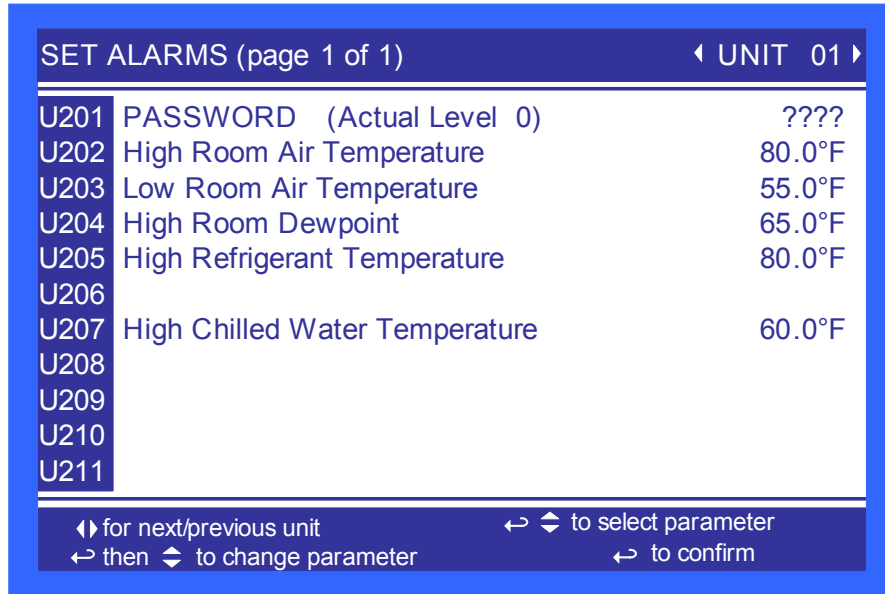 SET ALARMS (page 1 of 1) UNIT 01
U201 PASSWORD (Actual Level 0) ????
U202 High Room Air Temperature 80.0°F
U203 Low Room Air Temperature 55.0°F
U204 High Room Dewpoint 65.0°F
U205 High Refrigerant Temperature 80.0°F
U206
U207 High Chilled Water Temperature 60.0°F
U208
U209
U210
U211
for next/previous unit ↵ to select parameter
↵ then to change parameter ↵ to confirm